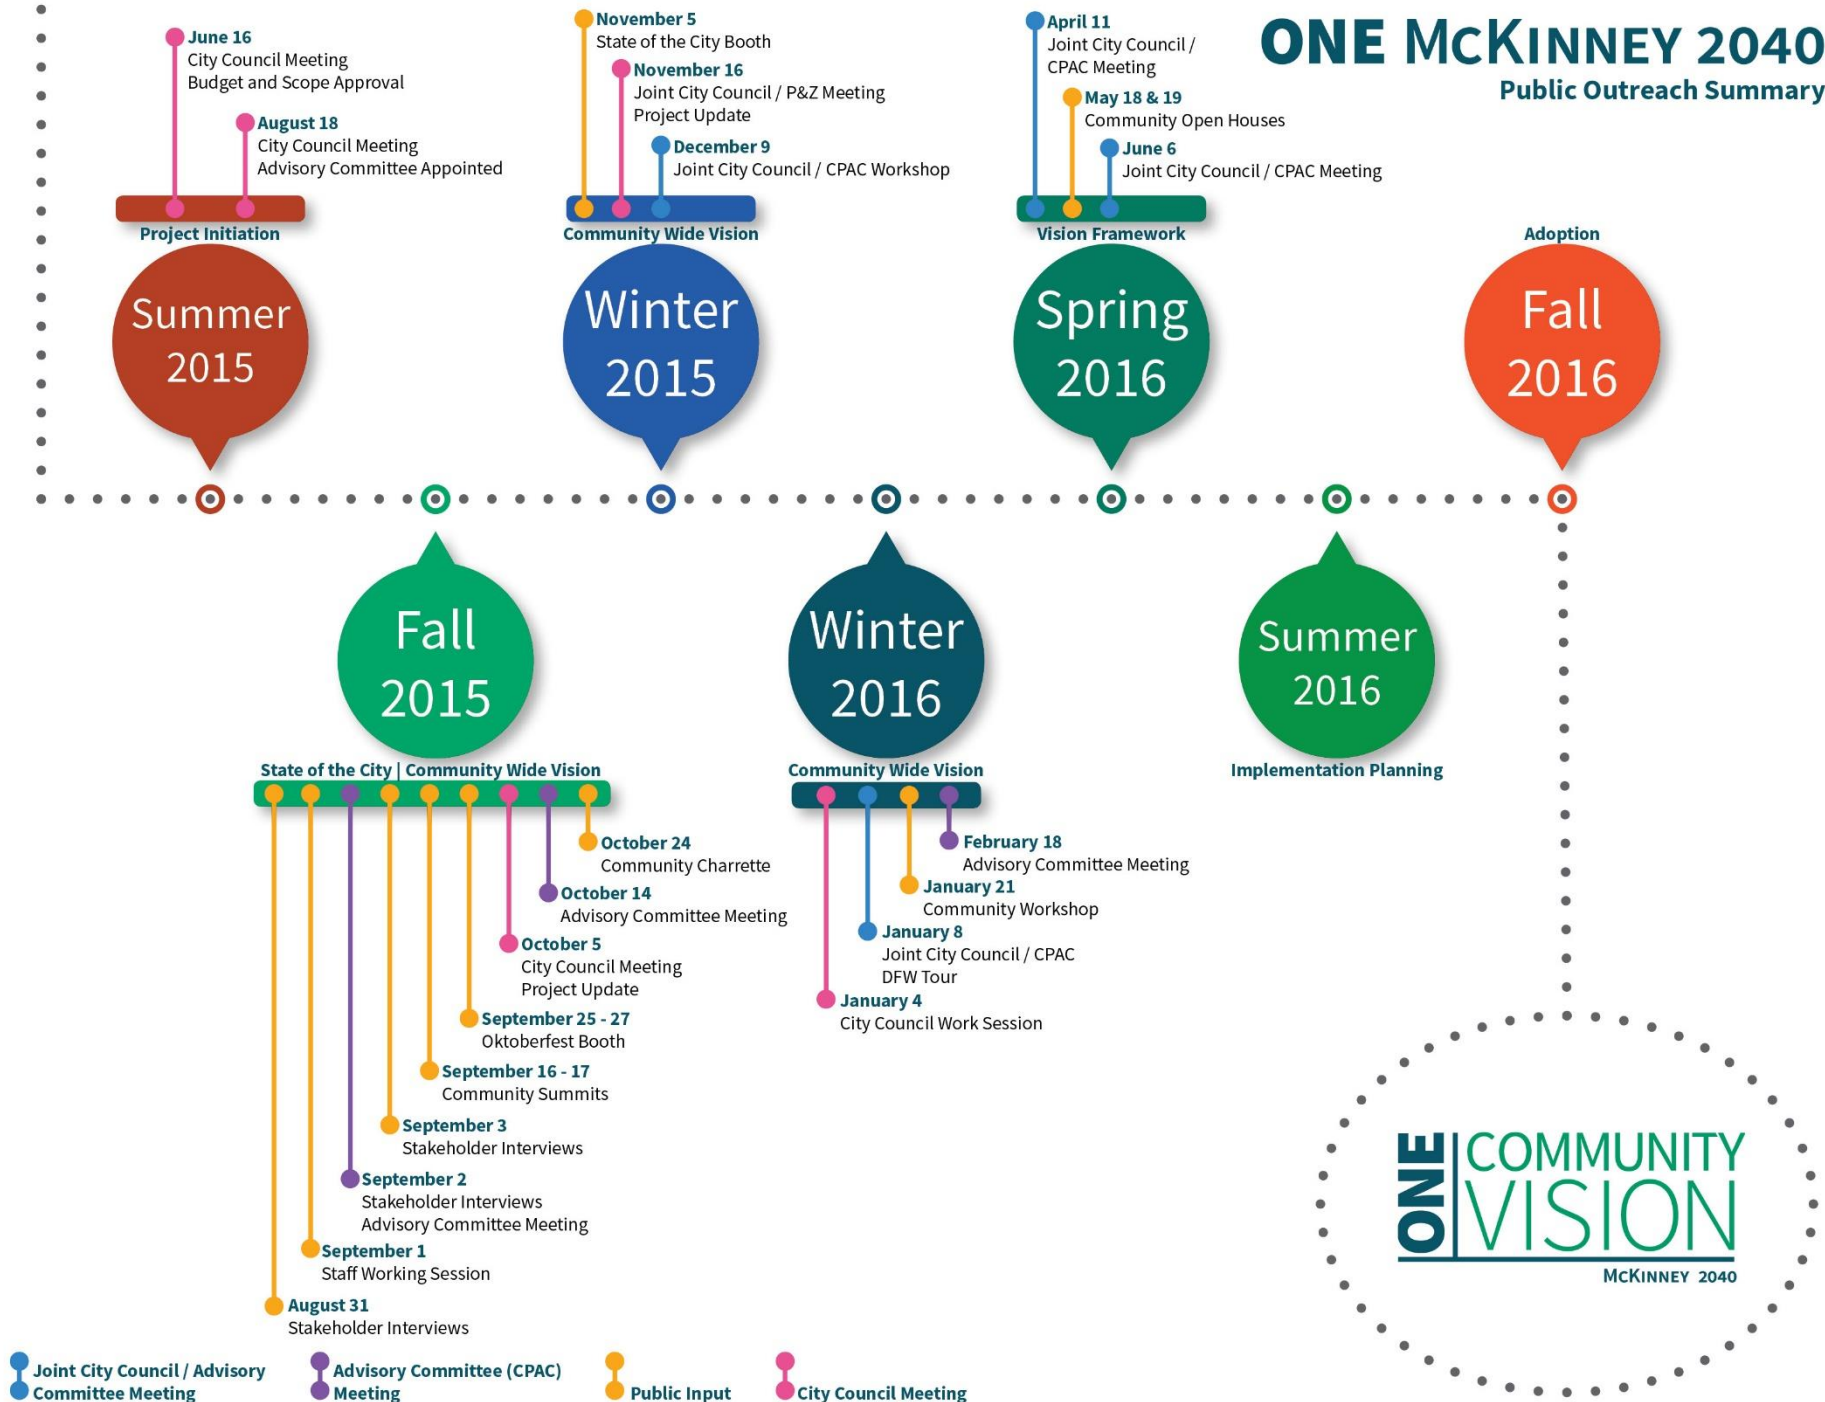 ONE McKINNEY 2040
Public Outreach Summary
June 16
City Council Meeting
Budget and Scope Approval
August 18
City Council Meeting
Advisory Committee Appointed
Project Initiation
Summer
2015
November 5
State of the City Booth
November 16
Joint City Council / P&Z Meeting
Project Update
December 9
Joint City Council / CPAC Workshop
Community Wide Vision
Winter
2015
April 11
Joint City Council /
CPAC Meeting
May 18 & 19
Community Open Houses
June 6
Joint City Council / CPAC Meeting
Vision Framework
Spring
2016
Adoption
Fall
2016
Fall
2015
State of the City | Community Wide Vision
October 24
Community Charrette
October 14
Advisory Committee Meeting
October 5
City Council Meeting
Project Update
September 25 - 27
Oktoberfest Booth
September 16 - 17
Community Summits
September 3
Stakeholder Interviews
September 2
Stakeholder Interviews
Advisory Committee Meeting
September 1
Staff Working Session
August 31
Stakeholder Interviews
Winter
2016
Community Wide Vision
February 18
Advisory Committee Meeting
January 21
Community Workshop
January 8
Joint City Council / CPAC
DFW Tour
January 4
City Council Work Session
Summer
2016
Implementation Planning
ONE
COMMUNITY
VISION
McKINNEY 2040
Joint City Council / Advisory
Committee Meeting
Advisory Committee (CPAC)
Meeting
Public Input
City Council Meeting